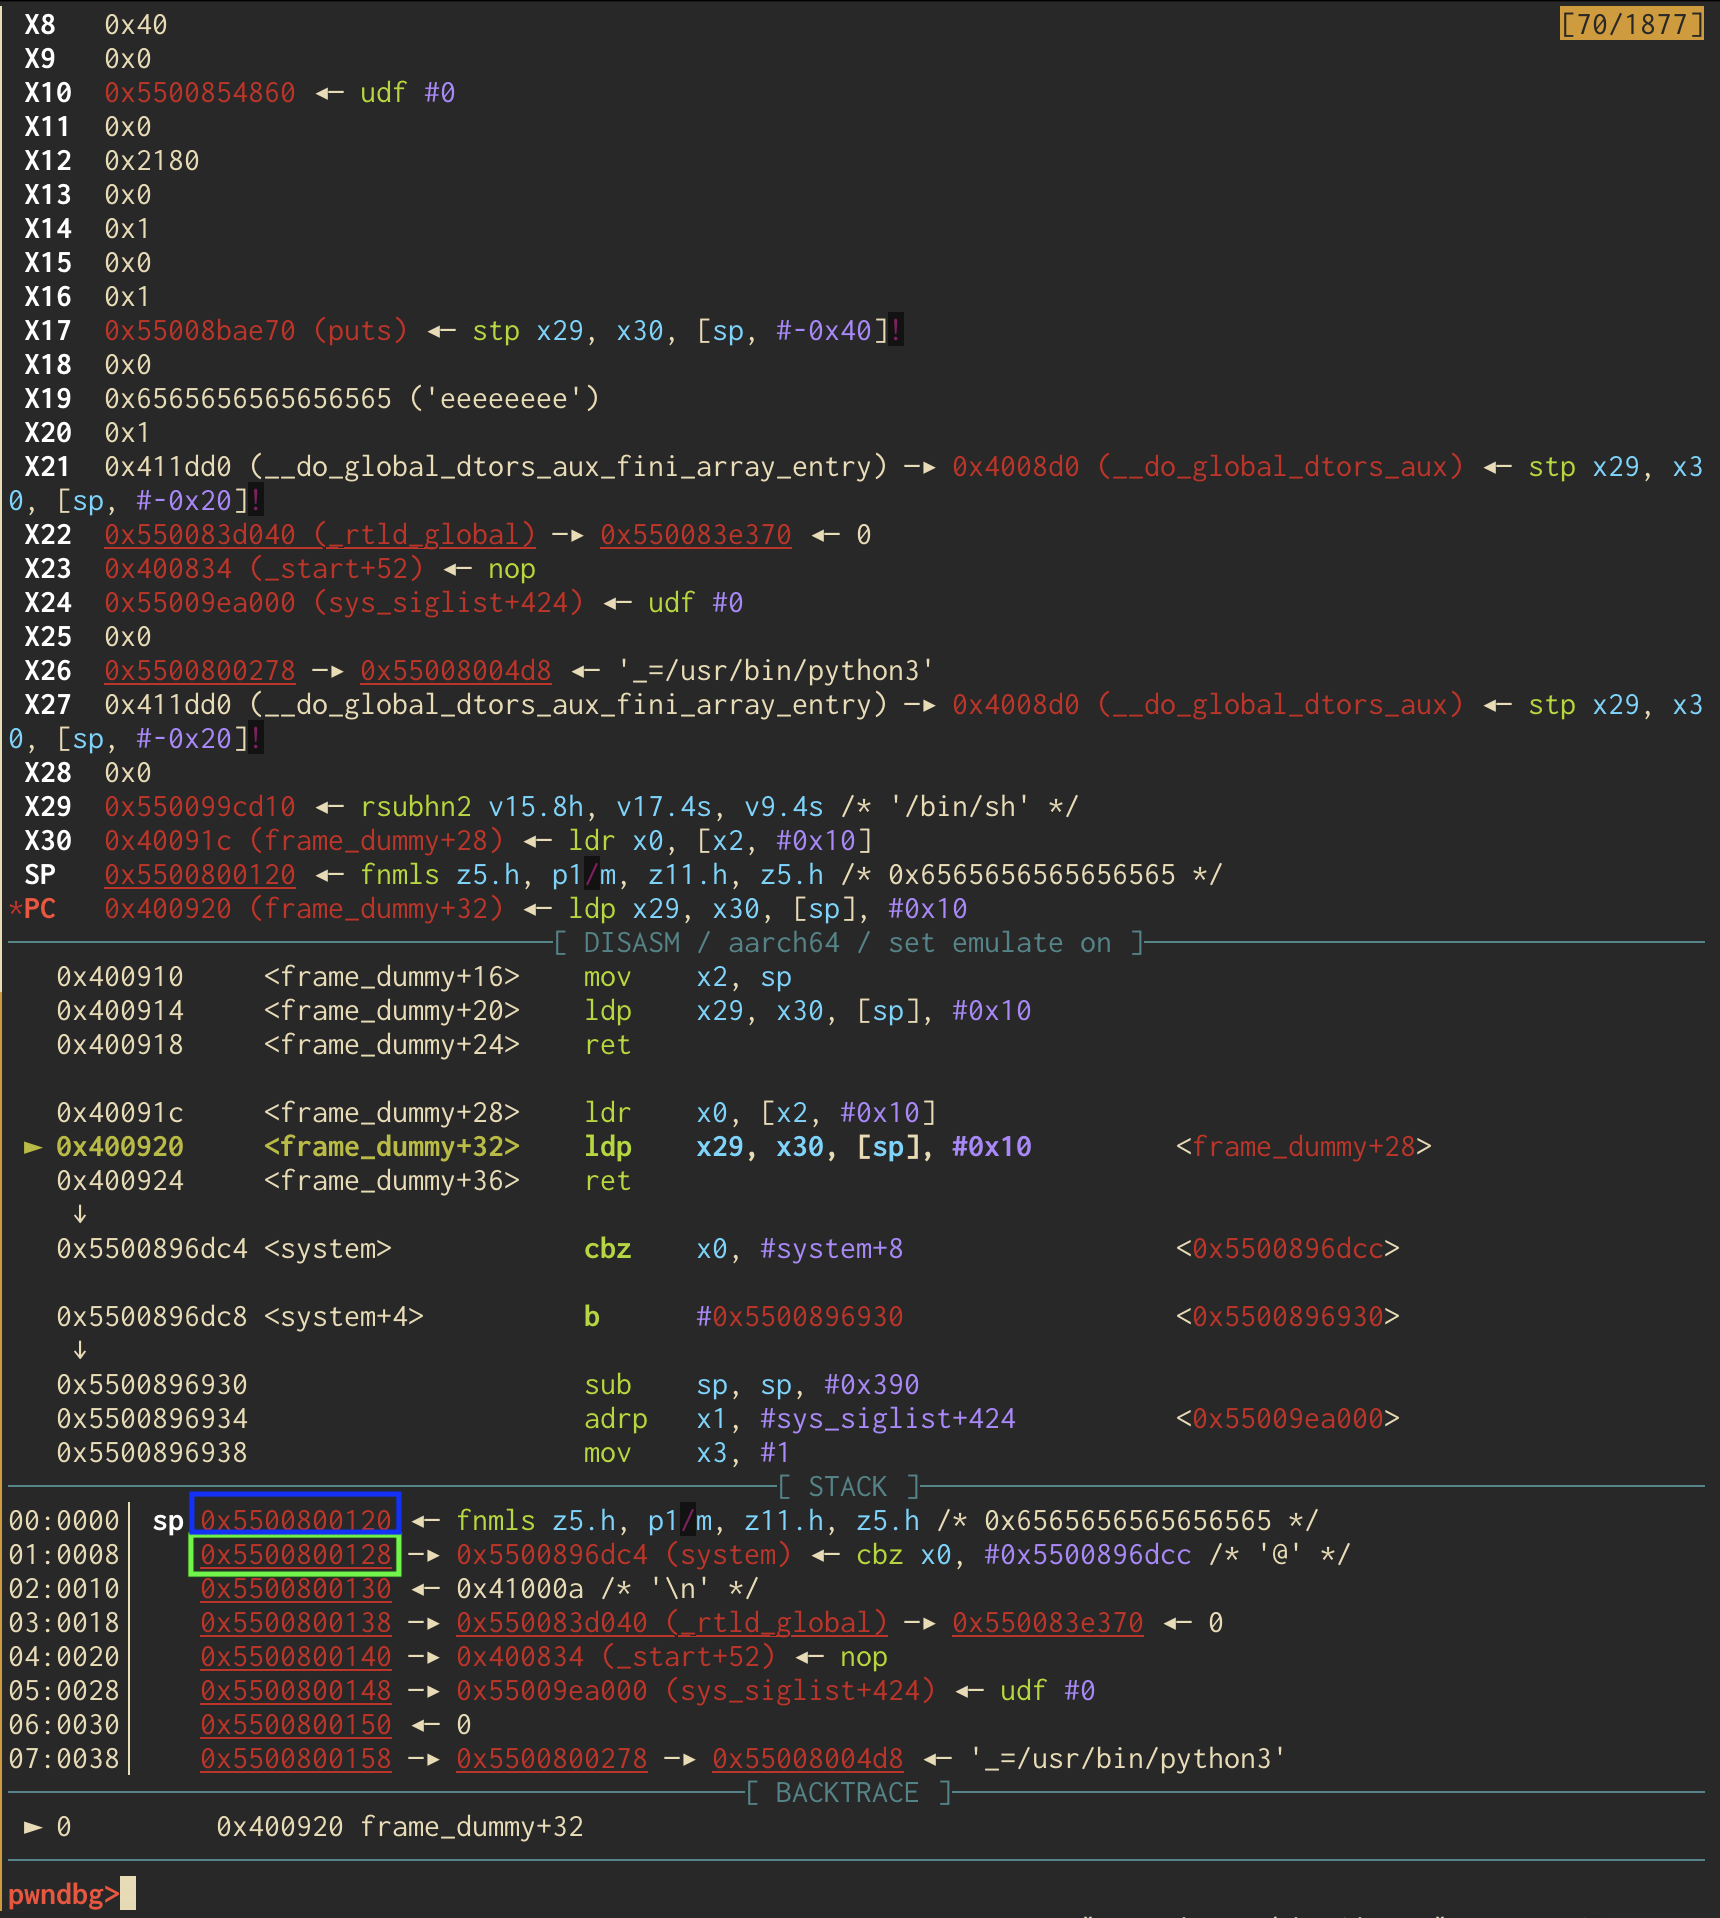 X8 0x40 [70/1877]
X9 0x0
X10 0x5500854860 ◂— udf #0
X11 0x0
X12 0x2180
X13 0x0
X14 0x1
X15 0x0
X16 0x1
X17 0x55008bae70 (puts) ◂— stp x29, x30, [sp, #-0x40]!
X18 0x0
X19 0x6565656565656565 ('eeeeeeee')
X20 0x1
X21 0x411dd0 (__do_global_dtors_aux_fini_array_entry) —▸ 0x4008d0 (__do_global_dtors_aux) ◂— stp x29, x3
0, [sp, #-0x20]!
X22 0x550083d040 (_rtld_global) —▸ 0x550083e370 ◂— 0
X23 0x400834 (_start+52) ◂— nop
X24 0x55009ea000 (sys_siglist+424) ◂— udf #0
X25 0x0
X26 0x5500800278 —▸ 0x55008004d8 ◂— '_=/usr/bin/python3'
X27 0x411dd0 (__do_global_dtors_aux_fini_array_entry) —▸ 0x4008d0 (__do_global_dtors_aux) ◂— stp x29, x3
0, [sp, #-0x20]!
X28 0x0
X29 0x550099cd10 ◂— rsubhn2 v15.8h, v17.4s, v9.4s /* '/bin/sh' */
X30 0x40091c (frame_dummy+28) ◂— ldr x0, [x2, #0x10]
SP 0x5500800120 ◂— fnmls z5.h, p1/m, z11.h, z5.h /* 0x6565656565656565 */
*PC 0x400920 (frame_dummy+32) ◂— ldp x29, x30, [sp], #0x10
[ DISASM / aarch64 / set emulate on ]
0x400910 <frame_dummy+16> mov x2, sp
0x400914 <frame_dummy+20> ldp x29, x30, [sp], #0x10
0x400918 <frame_dummy+24> ret
0x40091c <frame_dummy+28> ldr x0, [x2, #0x10]
► 0x400920 <frame_dummy+32> ldp x29, x30, [sp], #0x10 <frame_dummy+28>
0x400924 <frame_dummy+36> ret
↓
0x5500896dc4 <system> cbz x0, #system+8 <0x5500896dcc>
0x5500896dc8 <system+4> b #0x5500896930 <0x5500896930>
↓
0x5500896930 sub sp, sp, #0x390
0x5500896934 adrp x1, #sys_siglist+424 <0x55009ea000>
0x5500896938 mov x3, #1
[ STACK ]
00:0000│ sp 0x5500800120 ◂— fnmls z5.h, p1/m, z11.h, z5.h /* 0x6565656565656565 */
01:0008│ 0x5500800128 —▸ 0x5500896dc4 (system) ◂— cbz x0, #0x5500896dcc /* '@' */
02:0010│ 0x5500800130 ◂— 0x41000a /* '\n' */
03:0018│ 0x5500800138 —▸ 0x550083d040 (_rtld_global) —▸ 0x550083e370 ◂— 0
04:0020│ 0x5500800140 —▸ 0x400834 (_start+52) ◂— nop
05:0028│ 0x5500800148 —▸ 0x55009ea000 (sys_siglist+424) ◂— udf #0
06:0030│ 0x5500800150 ◂— 0
07:0038│ 0x5500800158 —▸ 0x5500800278 —▸ 0x55008004d8 ◂— '_=/usr/bin/python3'
[ BACKTRACE ]
► 0 0x400920 frame_dummy+32
pwndbg>